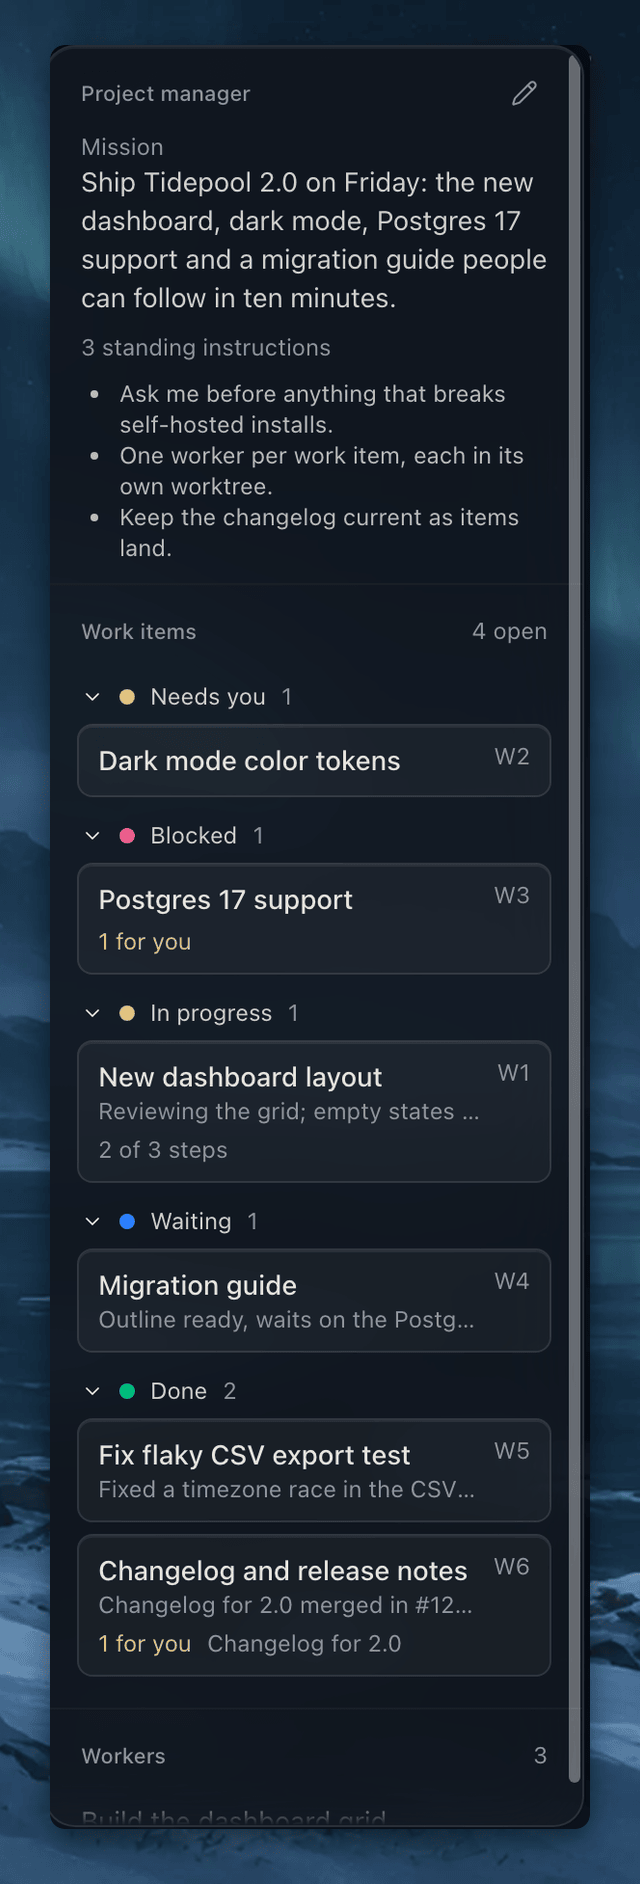 Project manager
Mission
Ship Tidepool 2.0 on Friday: the new
dashboard, dark mode, Postgres 17
support and a migration guide people
can follow in ten minutes.
3 standing instructions
• Ask me before anything that breaks
self-hosted installs.
• One worker per work item, each in its
own worktree.
• Keep the changelog current as items
land.
Work items 4 open
Needs you 1
Dark mode color tokens W2
Blocked 1
Postgres 17 support W3
1 for you
In progress 1
New dashboard layout W1
Reviewing the grid; empty states ...
2 of 3 steps
Waiting 1
Migration guide W4
Outline ready, waits on the Postg...
Done 2
Fix flaky CSV export test W5
Fixed a timezone race in the CSV...
Changelog and release notes W6
Changelog for 2.0 merged in #12...
1 for you Changelog for 2.0
Workers 3
Build the dashboard grid